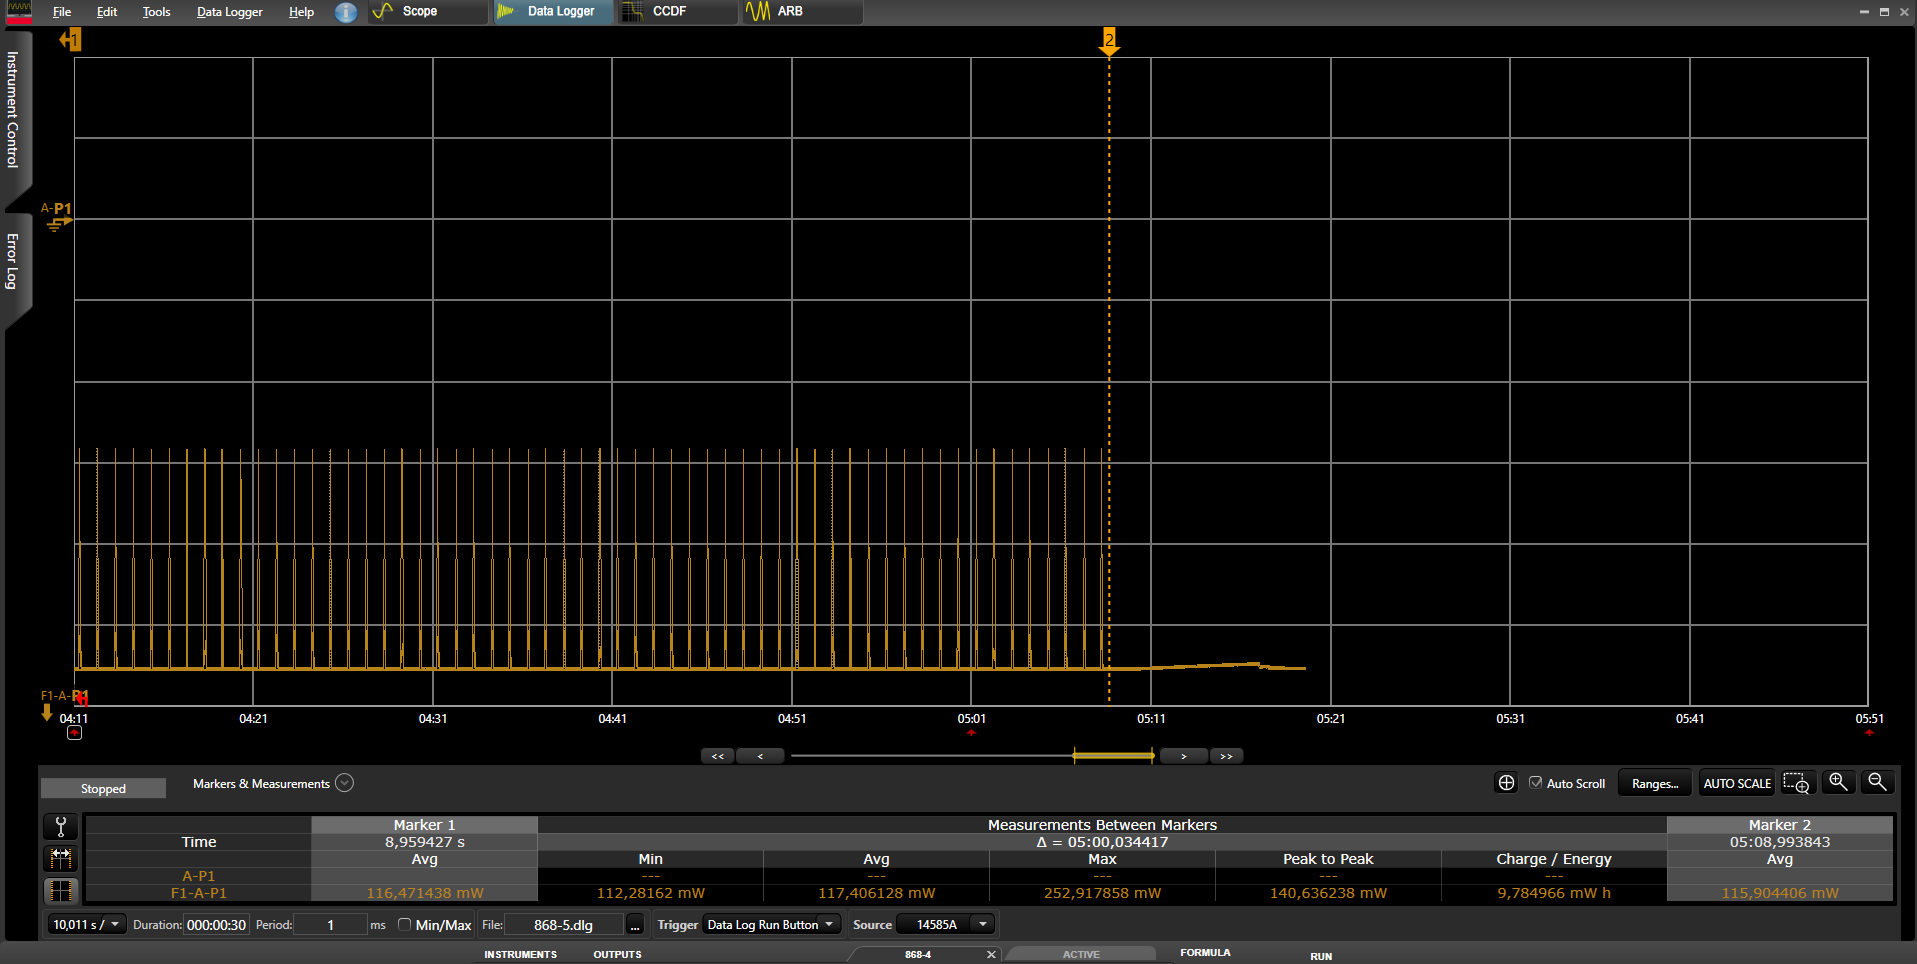 File Edit Tools Data Logger Help Scope Data Logger CCDF ARB
1
2
Instrument Control
A-P1
Error Log
F1-A-P1
04:11 04:21 04:31 04:41 04:51 05:01 05:11 05:21 05:31 05:41 05:51
<< < > >>
Stopped Markers & Measurements Auto Scroll Ranges... AUTO SCALE
Marker 1 Measurements Between Markers Marker 2
Time 8,959427 s Δ = 05:00,034417 05:08,993843
Avg Min Avg Max Peak to Peak Charge / Energy Avg
A-P1 --- --- --- --- ---
F1-A-P1 116,471438 mW 112,28162 mW 117,406128 mW 252,917858 mW 140,636238 mW 9,784966 mW h 115,904406 mW
10,011 s / Duration: 000:00:30 Period: 1 ms Min/Max File: 868-5.dlg ... Trigger Data Log Run Button Source 14585A
INSTRUMENTS OUTPUTS 868-4 ACTIVE FORMULA RUN